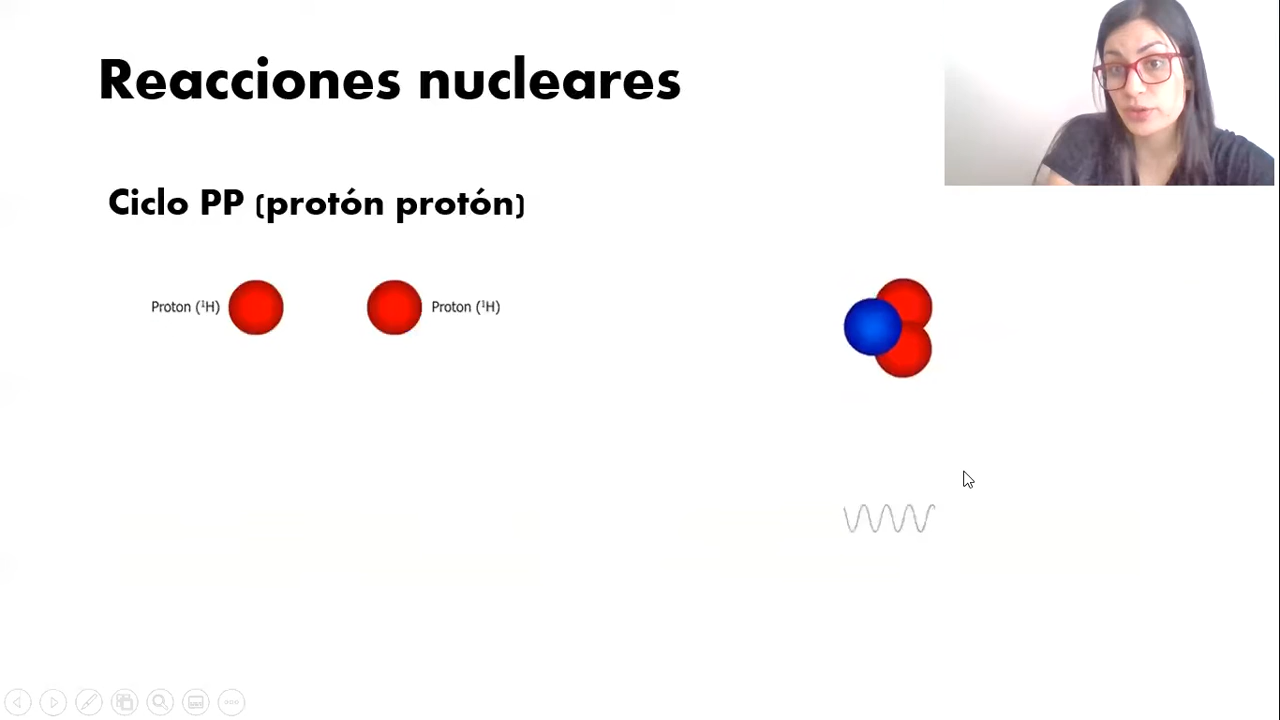 Reacciones nucleares
Ciclo PP (protón protón)
Proton (¹H)
Proton (¹H)